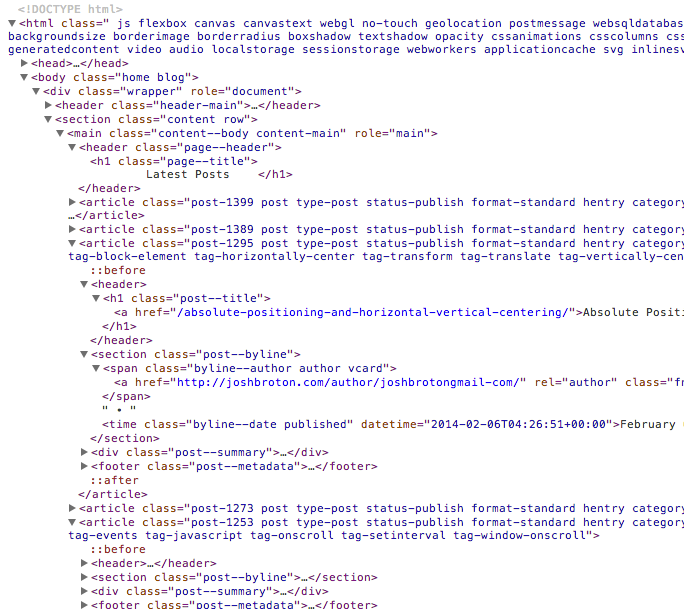 <!DOCTYPE html>
<html class=" js flexbox canvas canvastext webgl no-touch geolocation postmessage websqldatabas
backgroundsize borderimage borderradius boxshadow textshadow opacity cssanimations csscolumns css
generatedcontent video audio localstorage sessionstorage webworkers applicationcache svg inlinesv
<head>…</head>
<body class="home blog">
<div class="wrapper" role="document">
<header class="header-main">…</header>
<section class="content row">
<main class="content--body content-main" role="main">
<header class="page--header">
<h1 class="page--title">
Latest Posts </h1>
</header>
<article class="post-1399 post type-post status-publish format-standard hentry category
…</article>
<article class="post-1389 post type-post status-publish format-standard hentry category
<article class="post-1295 post type-post status-publish format-standard hentry category
tag-block-element tag-horizontally-center tag-transform tag-translate tag-vertically-cen
::before
<header>
<h1 class="post--title">
<a href="/absolute-positioning-and-horizontal-vertical-centering/">Absolute Positi
</h1>
</header>
<section class="post--byline">
<span class="byline--author author vcard">
<a href="http://joshbroton.com/author/joshbrotongmail-com/" rel="author" class="fn
</span>
" • "
<time class="byline--date published" datetime="2014-02-06T04:26:51+00:00">February
</section>
<div class="post--summary">…</div>
<footer class="post--metadata">…</footer>
::after
</article>
<article class="post-1273 post type-post status-publish format-standard hentry category
<article class="post-1253 post type-post status-publish format-standard hentry category
tag-events tag-javascript tag-onscroll tag-setinterval tag-window-onscroll">
::before
<header>…</header>
<section class="post--byline">…</section>
<div class="post--summary">…</div>
<footer class="post--metadata">…</footer>